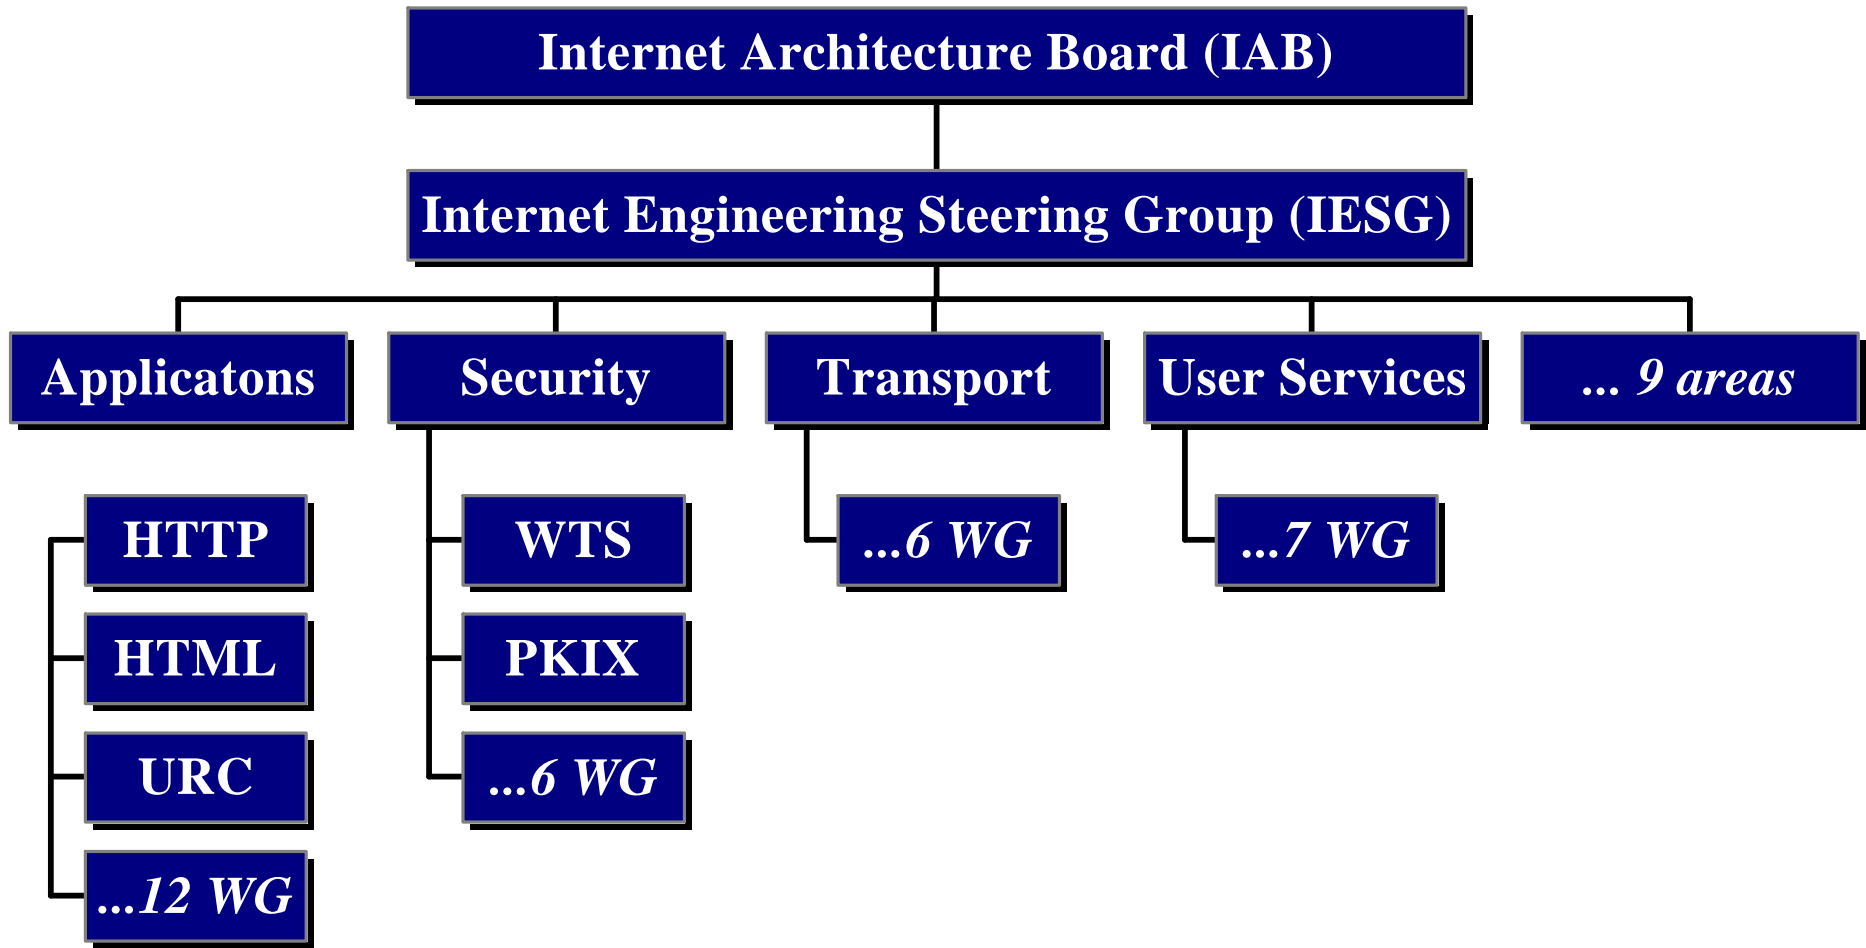 Internet Architecture Board (IAB)
Internet Engineering Steering Group (IESG)
Applicatons
Security
Transport
User Services
... 9 areas
HTTP
WTS
...6 WG
...7 WG
HTML
PKIX
URC
...6 WG
...12 WG